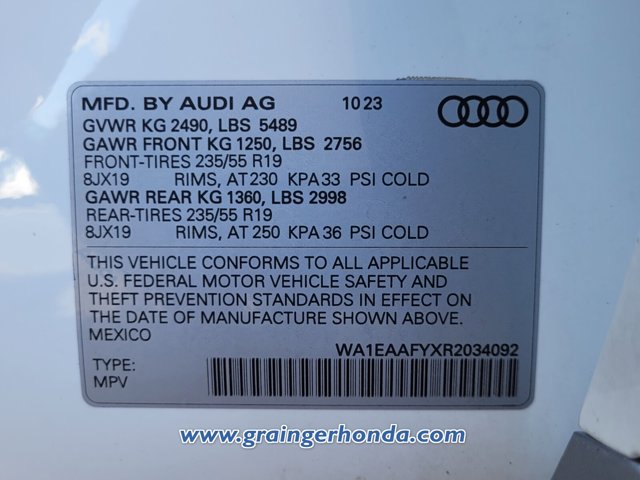 MFD. BY AUDI AG 10 23
GVWR KG 2490, LBS 5489
GAWR FRONT KG 1250, LBS 2756
FRONT-TIRES 235/55 R19
8JX19 RIMS, AT 230 KPA 33 PSI COLD
GAWR REAR KG 1360, LBS 2998
REAR-TIRES 235/55 R19
8JX19 RIMS, AT 250 KPA 36 PSI COLD
THIS VEHICLE CONFORMS TO ALL APPLICABLE
U.S. FEDERAL MOTOR VEHICLE SAFETY AND
THEFT PREVENTION STANDARDS IN EFFECT ON
THE DATE OF MANUFACTURE SHOWN ABOVE.
MEXICO
WA1EAAFYXR2034092
TYPE:
MPV
www.graingerhonda.com